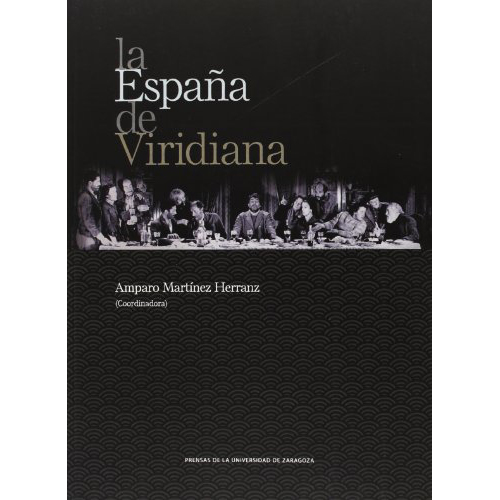 la
España
de
Viridiana
Amparo Martínez Herranz
(Coordinadora)
PRENSAS DE LA UNIVERSIDAD DE ZARAGOZA